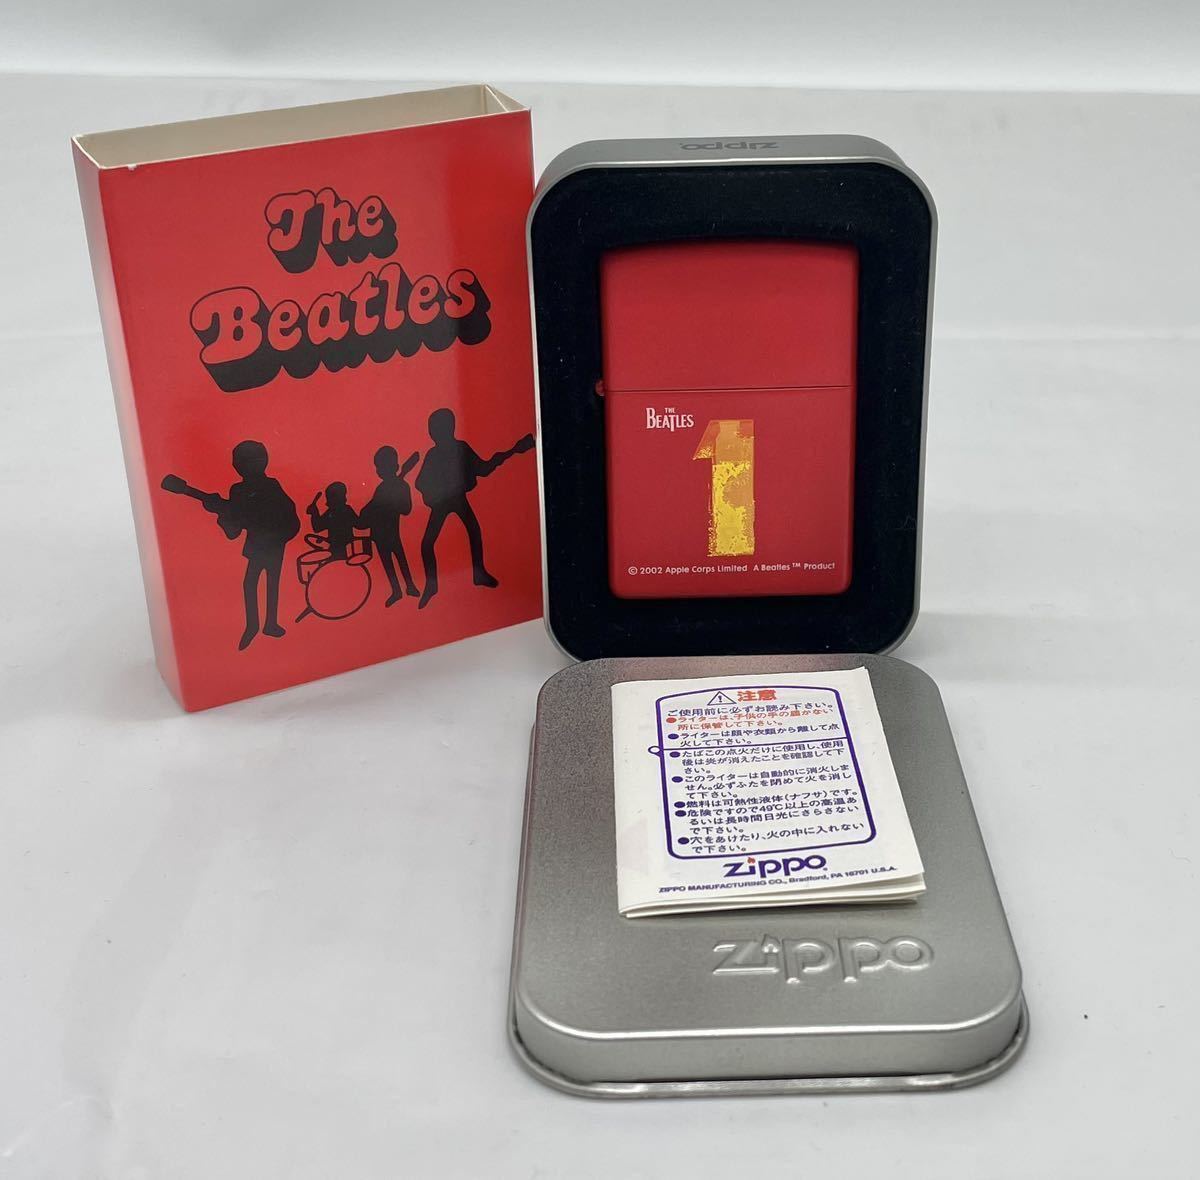 The
Beatles
zippo
THE
BEATLES
1
© 2002 Apple Corps Limited A Beatles™ Product
注意
ご使用前に必ずお読み下さい。
●ライターは、子供の手の届かない
所に保管して下さい。
●ライターは顔や衣類から離して点
火して下さい。
●たばこの点火だけに使用し、使用
後は炎が消えたことを確認して下
さい。
●このライターは自動的に消火しま
せん。必ずふたを閉めて火を消し
て下さい。
●燃料は可熱性液体(ナフサ)です。
●危険ですので49℃以上の高温あ
るいは長時間日光にさらさない
で下さい。
●穴をあけたり、火の中に入れない
で下さい。
zippo
ZIPPO MANUFACTURING CO., Bradford, PA 16701 U.S.A.
zippo